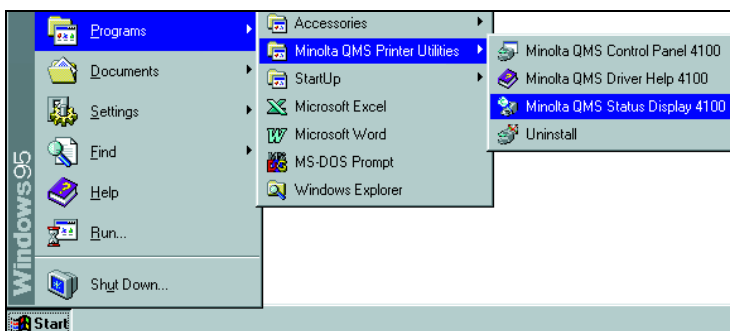 Programs
Documents
Settings
Find
Help
Run...
Shut Down...
Windows95
Start
Accessories
Minolta QMS Printer Utilities
StartUp
Microsoft Excel
Microsoft Word
MS-DOS Prompt
Windows Explorer
Minolta QMS Control Panel 4100
Minolta QMS Driver Help 4100
Minolta QMS Status Display 4100
Uninstall